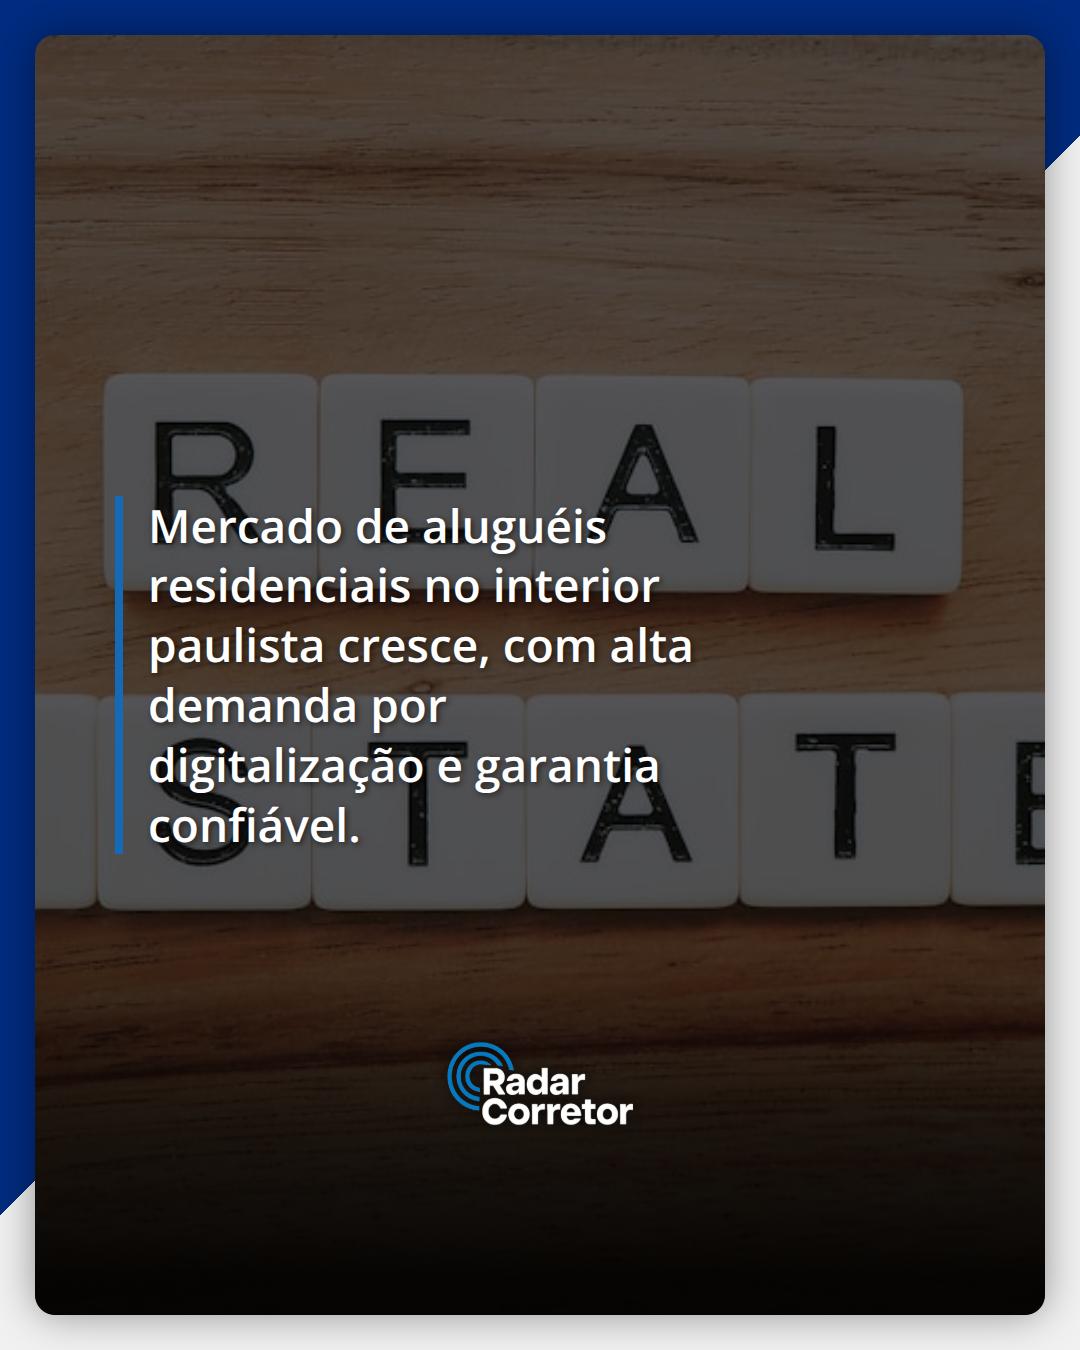 REAL
Mercado de aluguéis
residenciais no interior
paulista cresce, com alta
demanda por
digitalização e garantia
confiável.
STATE
Radar
Corretor